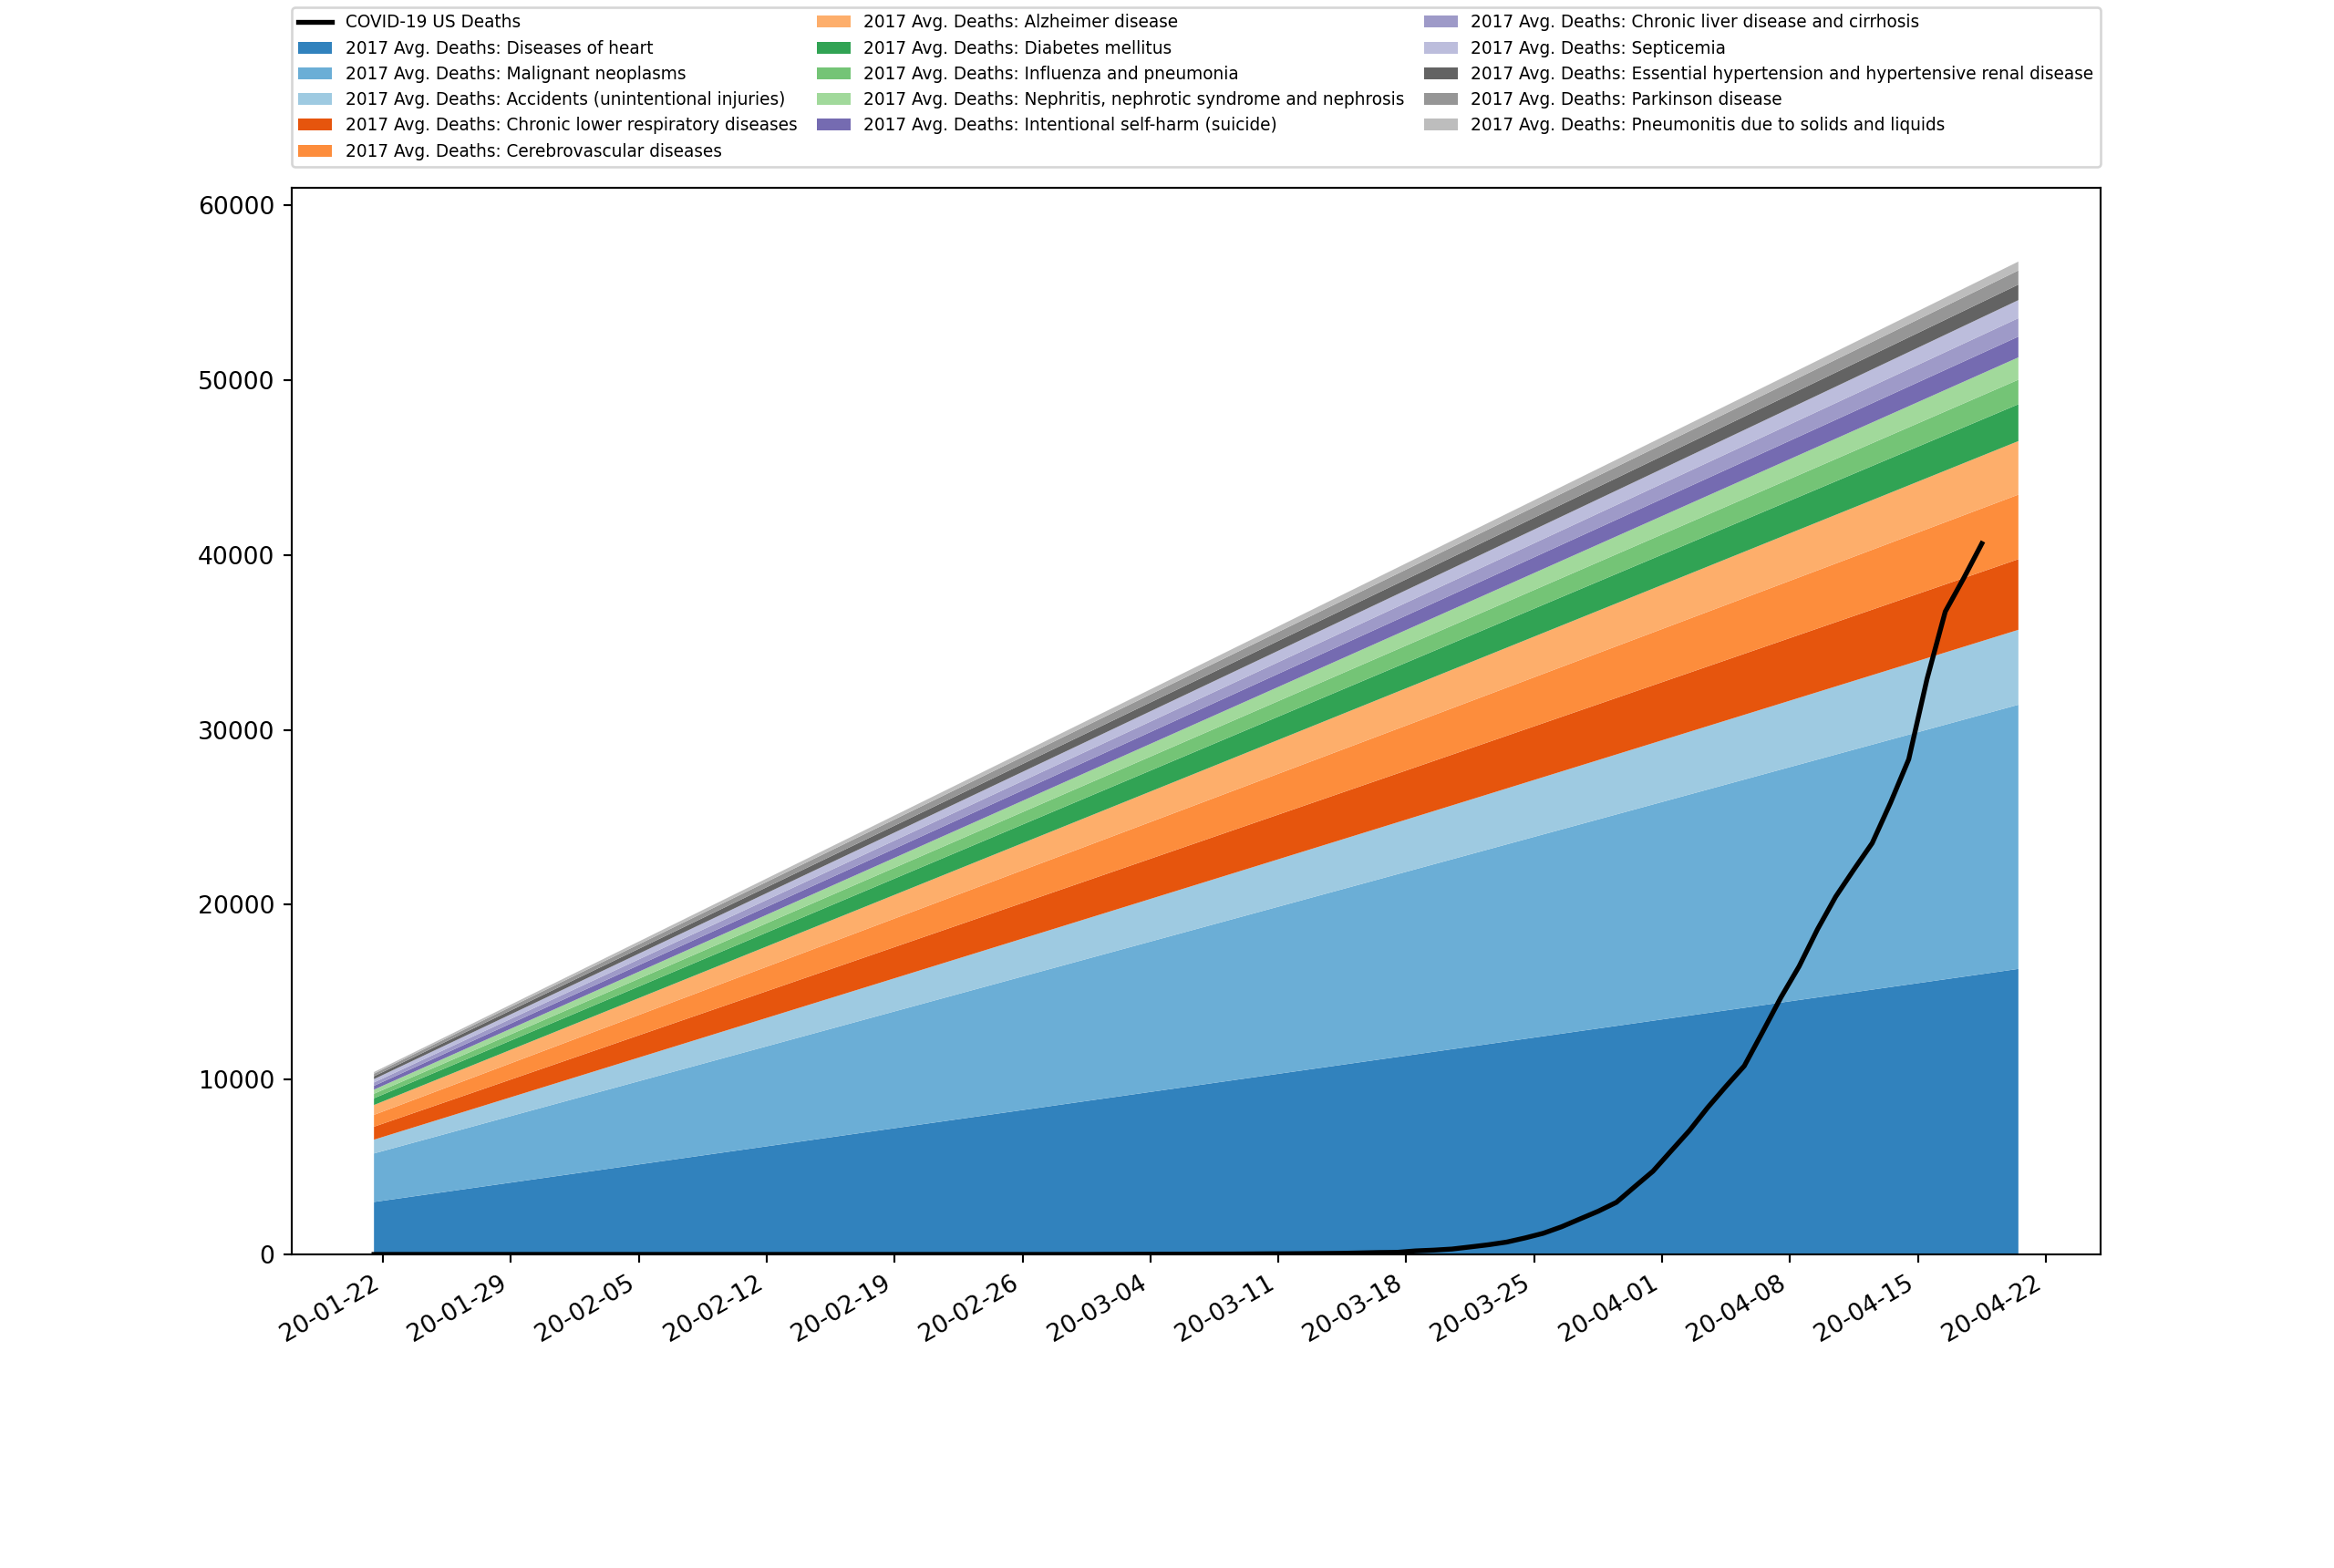 COVID-19 US Deaths
2017 Avg. Deaths: Diseases of heart
2017 Avg. Deaths: Malignant neoplasms
2017 Avg. Deaths: Accidents (unintentional injuries)
2017 Avg. Deaths: Chronic lower respiratory diseases
2017 Avg. Deaths: Cerebrovascular diseases
2017 Avg. Deaths: Alzheimer disease
2017 Avg. Deaths: Diabetes mellitus
2017 Avg. Deaths: Influenza and pneumonia
2017 Avg. Deaths: Nephritis, nephrotic syndrome and nephrosis
2017 Avg. Deaths: Intentional self-harm (suicide)
2017 Avg. Deaths: Chronic liver disease and cirrhosis
2017 Avg. Deaths: Septicemia
2017 Avg. Deaths: Essential hypertension and hypertensive renal disease
2017 Avg. Deaths: Parkinson disease
2017 Avg. Deaths: Pneumonitis due to solids and liquids
60000
50000
40000
30000
20000
10000
0
20-01-22
20-01-29
20-02-05
20-02-12
20-02-19
20-02-26
20-03-04
20-03-11
20-03-18
20-03-25
20-04-01
20-04-08
20-04-15
20-04-22